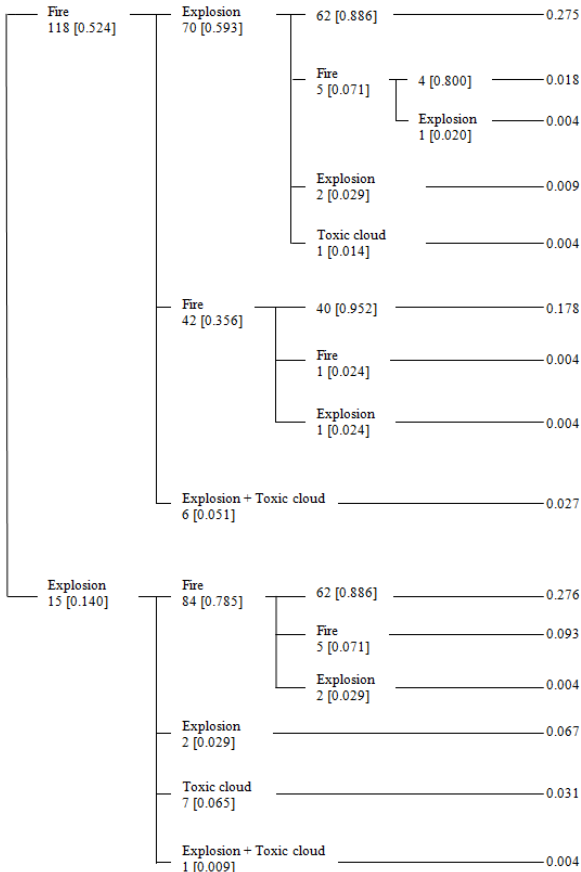 Fire
118 [0.524]
Explosion
70 [0.593]
62 [0.886]
0.275
Fire
5 [0.071]
4 [0.800]
0.018
Explosion
1 [0.020]
0.004
Explosion
2 [0.029]
0.009
Toxic cloud
1 [0.014]
0.004
Fire
42 [0.356]
40 [0.952]
0.178
Fire
1 [0.024]
0.004
Explosion
1 [0.024]
0.004
Explosion + Toxic cloud
6 [0.051]
0.027
Explosion
15 [0.140]
Fire
84 [0.785]
62 [0.886]
0.276
Fire
5 [0.071]
0.093
Explosion
2 [0.029]
0.004
Explosion
2 [0.029]
0.067
Toxic cloud
7 [0.065]
0.031
Explosion + Toxic cloud
1 [0.009]
0.004